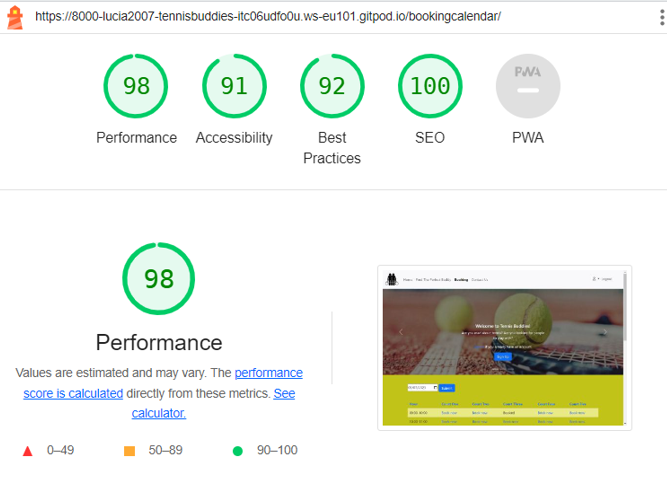 https://8000-lucia2007-tennisbuddies-itc06udfo0u.ws-eu101.gitpod.io/bookingcalendar/
98
91
92
100
PWA
Performance
Accessibility
Best
Practices
SEO
PWA
98
Performance
Values are estimated and may vary. The performance
score is calculated directly from these metrics. See
calculator.
0–49
50–89
90–100
Welcome to Tennis Buddies!